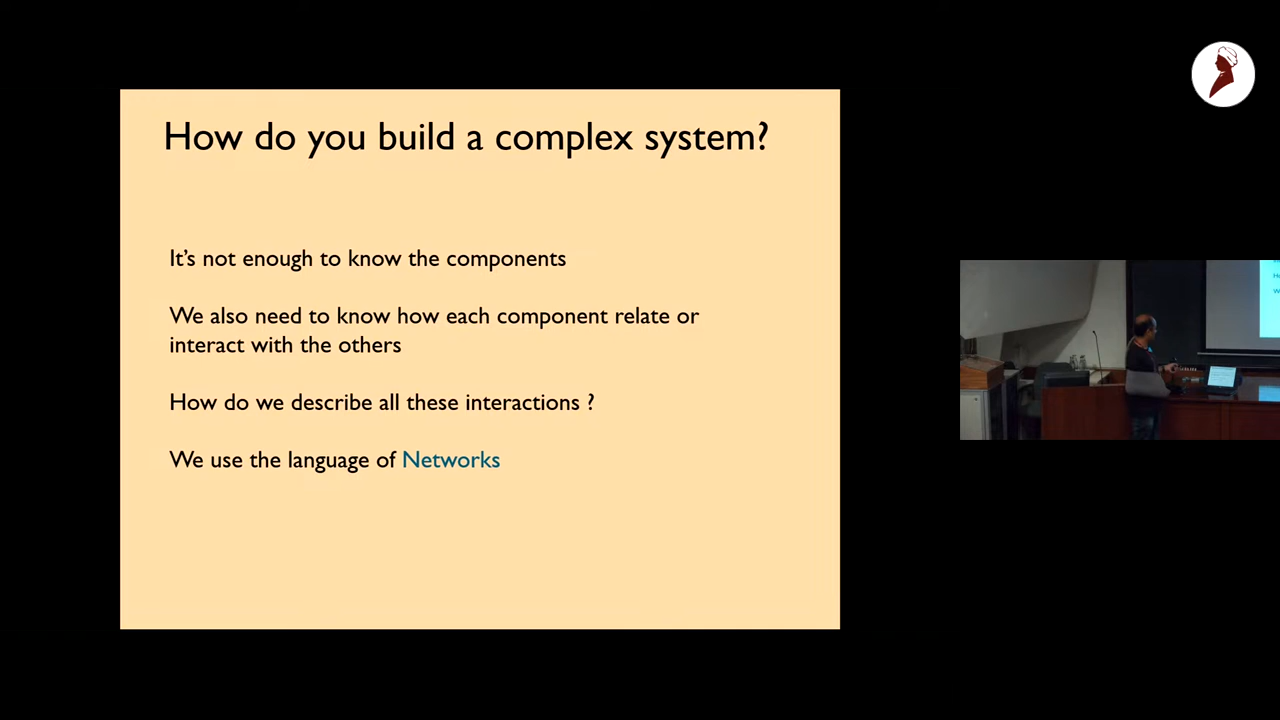 How do you build a complex system?
It's not enough to know the components
We also need to know how each component relate or
interact with the others
How do we describe all these interactions ?
We use the language of Networks